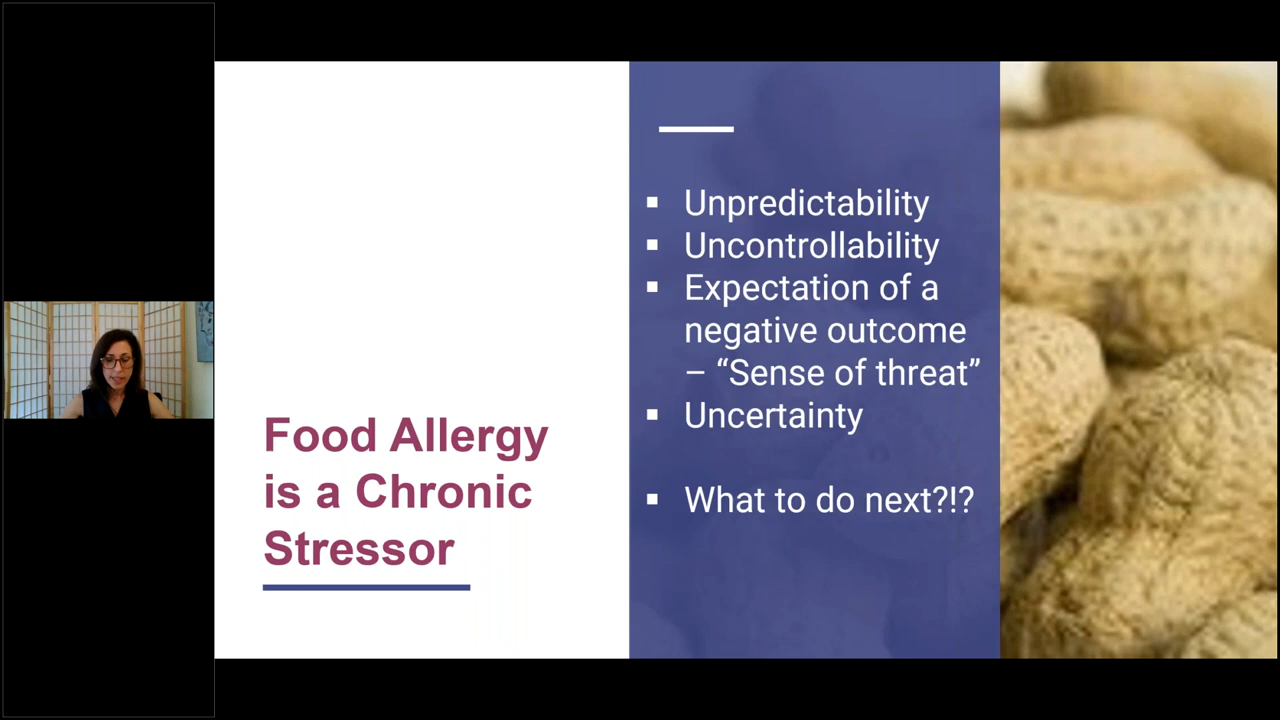 Food Allergy
is a Chronic
Stressor
▪ Unpredictability
▪ Uncontrollability
▪ Expectation of a
negative outcome
– “Sense of threat”
▪ Uncertainty
▪ What to do next?!?